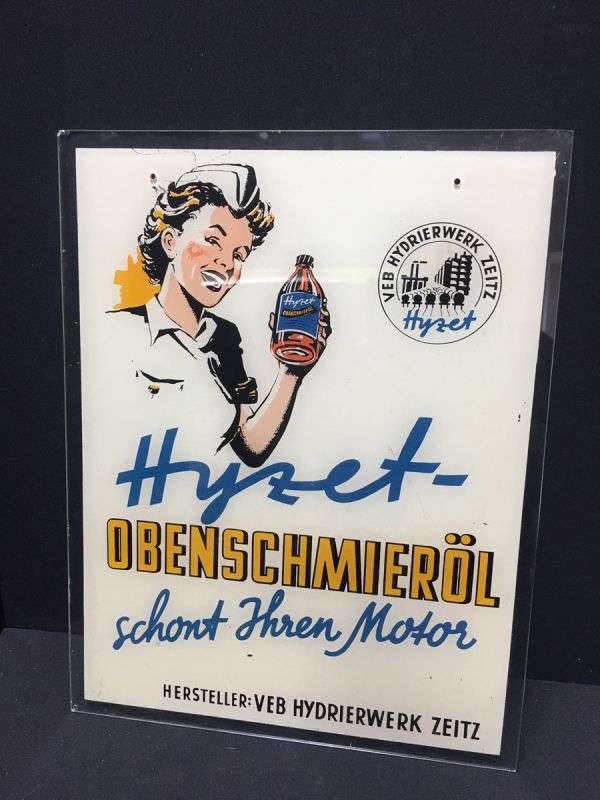 VEB HYDRIERWERK ZEITZ
Hyzet
Hyzet
OBENSCHMIERÖL
Hyzet-
OBENSCHMIERÖL
schont Ihren Motor
HERSTELLER: VEB HYDRIERWERK ZEITZ